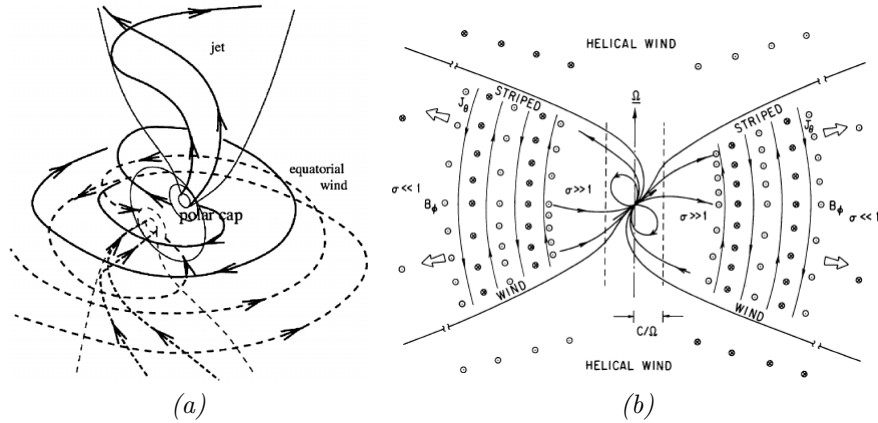 jet
equatorial
wind
polar cap
(a)
HELICAL WIND
STRIPED
STRIPED
Ω
J_θ
J_θ
σ<<1
B_φ
σ>>1
σ>>1
B_φ
σ<<1
WIND
WIND
C/Ω
HELICAL WIND
(b)